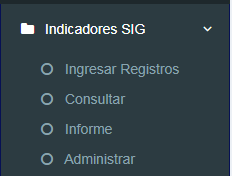 Indicadores SIG
Ingresar Registros
Consultar
Informe
Administrar